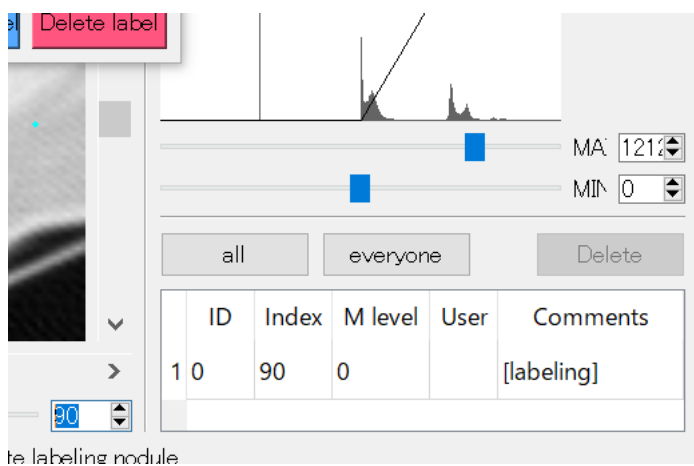 Delete label
MA 1212
MIN 0
all everyone Delete
ID Index M level User Comments
1 0 90 0 [labeling]
90
te labeling nodule